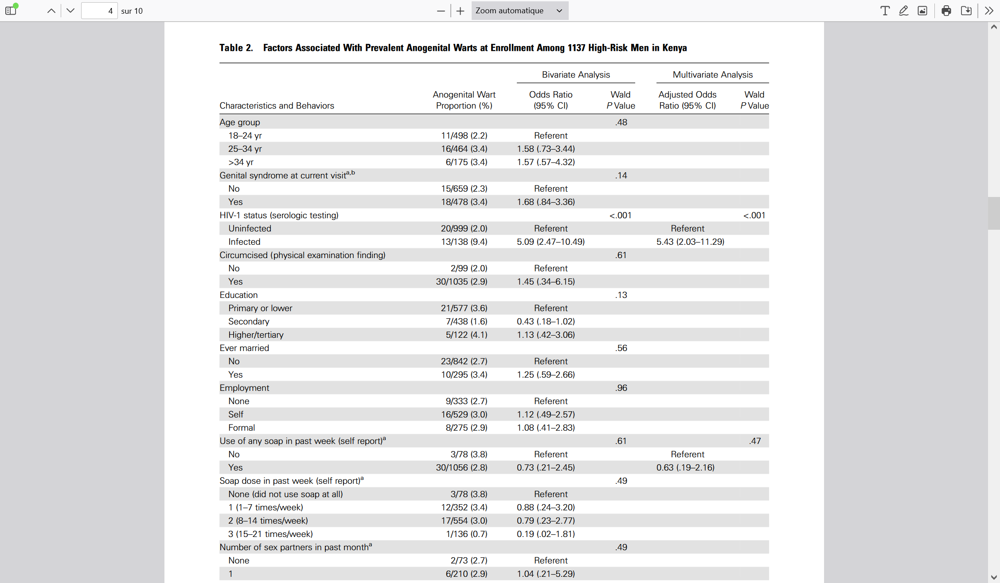 4 sur 10 Zoom automatique
Table 2. Factors Associated With Prevalent Anogenital Warts at Enrollment Among 1137 High-Risk Men in Kenya
Bivariate Analysis Multivariate Analysis
Anogenital Wart Odds Ratio Wald Adjusted Odds Wald
Characteristics and Behaviors Proportion (%) (95% CI) P Value Ratio (95% CI) P Value
Age group .48
18–24 yr 11/498 (2.2) Referent
25–34 yr 16/464 (3.4) 1.58 (.73–3.44)
>34 yr 6/175 (3.4) 1.57 (.57–4.32)
Genital syndrome at current visita,b .14
No 15/659 (2.3) Referent
Yes 18/478 (3.4) 1.68 (.84–3.36)
HIV-1 status (serologic testing) <.001 <.001
Uninfected 20/999 (2.0) Referent Referent
Infected 13/138 (9.4) 5.09 (2.47–10.49) 5.43 (2.03–11.29)
Circumcised (physical examination finding) .61
No 2/99 (2.0) Referent
Yes 30/1035 (2.9) 1.45 (.34–6.15)
Education .13
Primary or lower 21/577 (3.6) Referent
Secondary 7/438 (1.6) 0.43 (.18–1.02)
Higher/tertiary 5/122 (4.1) 1.13 (.42–3.06)
Ever married .56
No 23/842 (2.7) Referent
Yes 10/295 (3.4) 1.25 (.59–2.66)
Employment .96
None 9/333 (2.7) Referent
Self 16/529 (3.0) 1.12 (.49–2.57)
Formal 8/275 (2.9) 1.08 (.41–2.83)
Use of any soap in past week (self report)a .61 .47
No 3/78 (3.8) Referent Referent
Yes 30/1056 (2.8) 0.73 (.21–2.45) 0.63 (.19–2.16)
Soap dose in past week (self report)a .49
None (did not use soap at all) 3/78 (3.8) Referent
1 (1–7 times/week) 12/352 (3.4) 0.88 (.24–3.20)
2 (8–14 times/week) 17/554 (3.0) 0.79 (.23–2.77)
3 (15–21 times/week) 1/136 (0.7) 0.19 (.02–1.81)
Number of sex partners in past montha .49
None 2/73 (2.7) Referent
1 6/210 (2.9) 1.04 (.21–5.29)